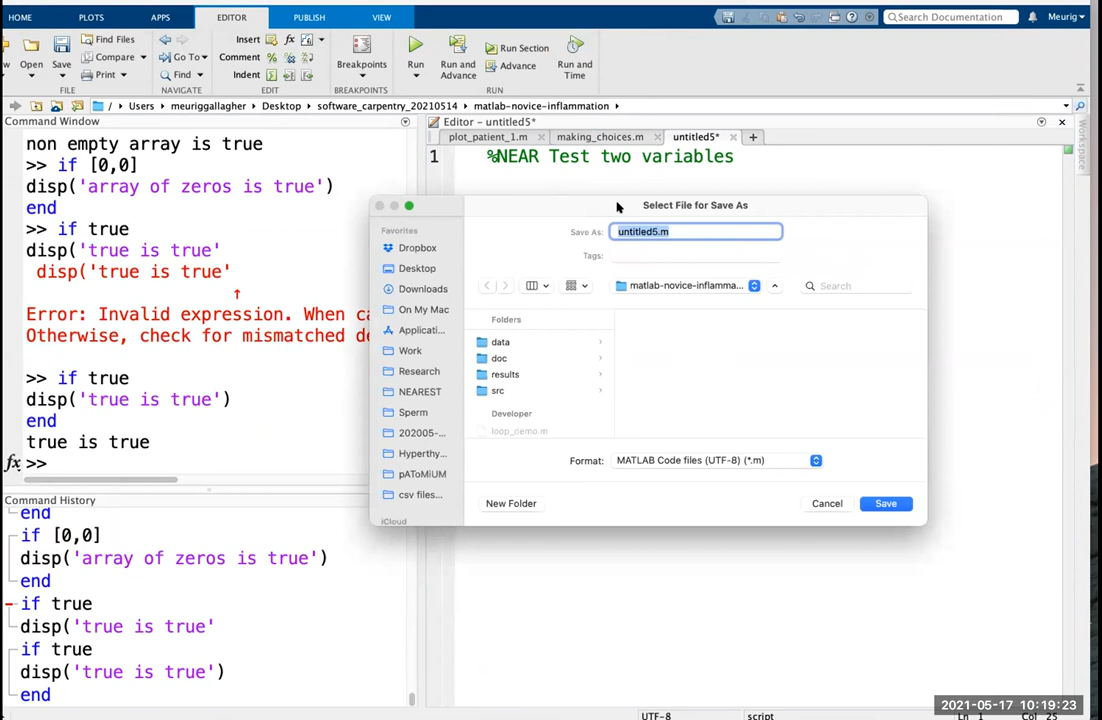 HOME PLOTS APPS EDITOR PUBLISH VIEW Search Documentation Meurig
Open Save Find Files Compare Print
Go To Find
Insert fx
Comment
Indent
Breakpoints
Run Run and Advance Run Section Advance Run and Time
FILE NAVIGATE EDIT BREAKPOINTS RUN
/ Users meuriggallagher Desktop software_carpentry_20210514 matlab-novice-inflammation
Command Window
non empty array is true
>> if [0,0]
disp('array of zeros is true')
end
>> if true
disp('true is true')
disp('true is true'
↑
Error: Invalid expression. When ca
Otherwise, check for mismatched de
>> if true
disp('true is true')
end
true is true
fx >>
Command History
end
if [0,0]
disp('array of zeros is true')
end
if true
disp('true is true'
if true
disp('true is true')
end
Editor – untitled5*
plot_patient_1.m making_choices.m untitled5* +
1 %NEAR Test two variables
Workspace
Select File for Save As
Save As: untitled5.m
Tags:
matlab-novice-inflamma... Search
Favorites
Dropbox
Desktop
Downloads
On My Mac
Applicati...
Work
Research
NEAREST
Sperm
202005-...
Hyperthy...
pAToMiUM
csv files...
iCloud
Folders
data
doc
results
src
Developer
loop_demo.m
Format: MATLAB Code files (UTF-8) (*.m)
New Folder Cancel Save
2021-05-17 10:19:23
UTF-8 script Ln 1 Col 25